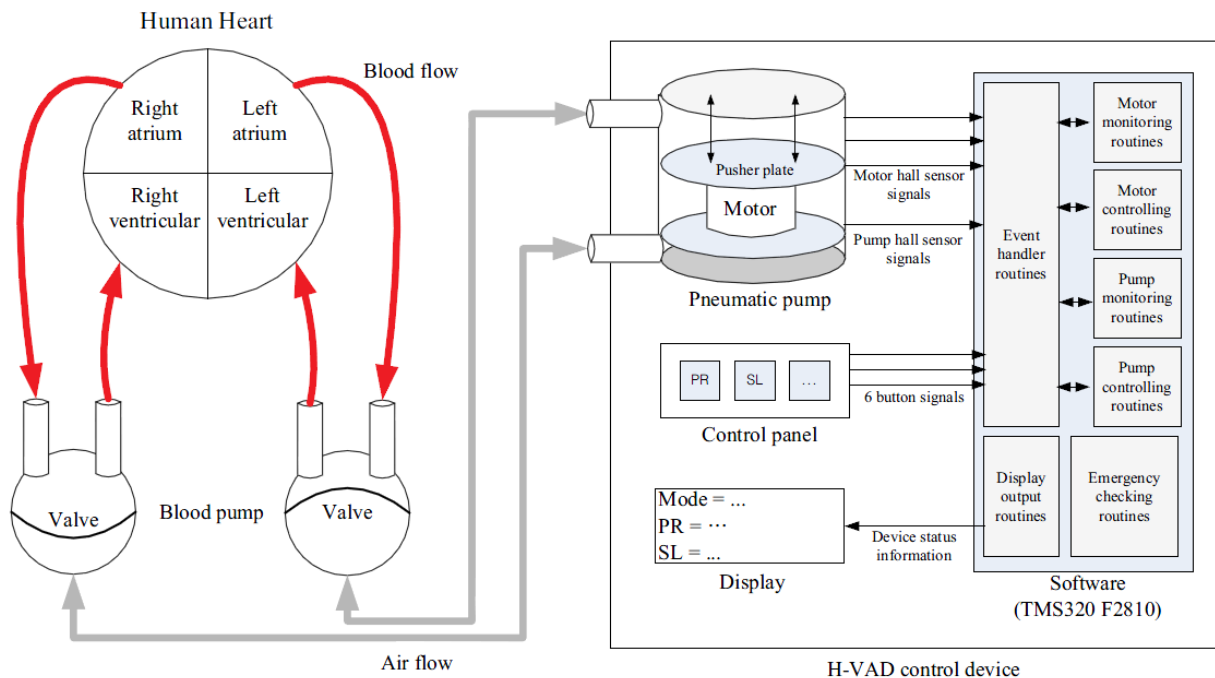 Human Heart
Blood flow
Right
atrium
Left
atrium
Right
ventricular
Left
ventricular
Valve
Blood pump
Valve
Air flow
Pusher plate
Motor
Pneumatic pump
Motor hall sensor
signals
Pump hall sensor
signals
PR
SL
...
Control panel
6 button signals
Mode = ...
PR = ...
SL = ...
Display
Device status
information
Event
handler
routines
Motor
monitoring
routines
Motor
controlling
routines
Pump
monitoring
routines
Pump
controlling
routines
Display
output
routines
Emergency
checking
routines
Software
(TMS320 F2810)
H-VAD control device